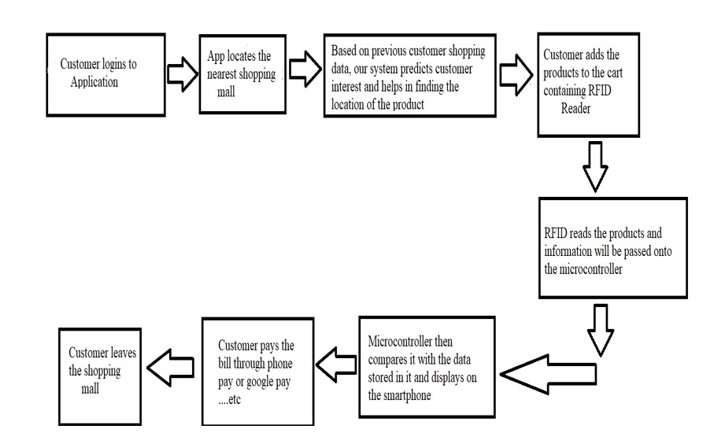 Customer logins to
Application
App locates the
nearest shopping
mall
Based on previous customer shopping
data, our system predicts customer
interest and helps in finding the
location of the product
Customer adds the
products to the cart
containing RFID
Reader
RFID reads the products and
information will be passed onto
the microcontroller
Microcontroller then
compares it with the data
stored in it and displays on
the smartphone
Customer pays the
bill through phone
pay or google pay
....etc
Customer leaves
the shopping
mall